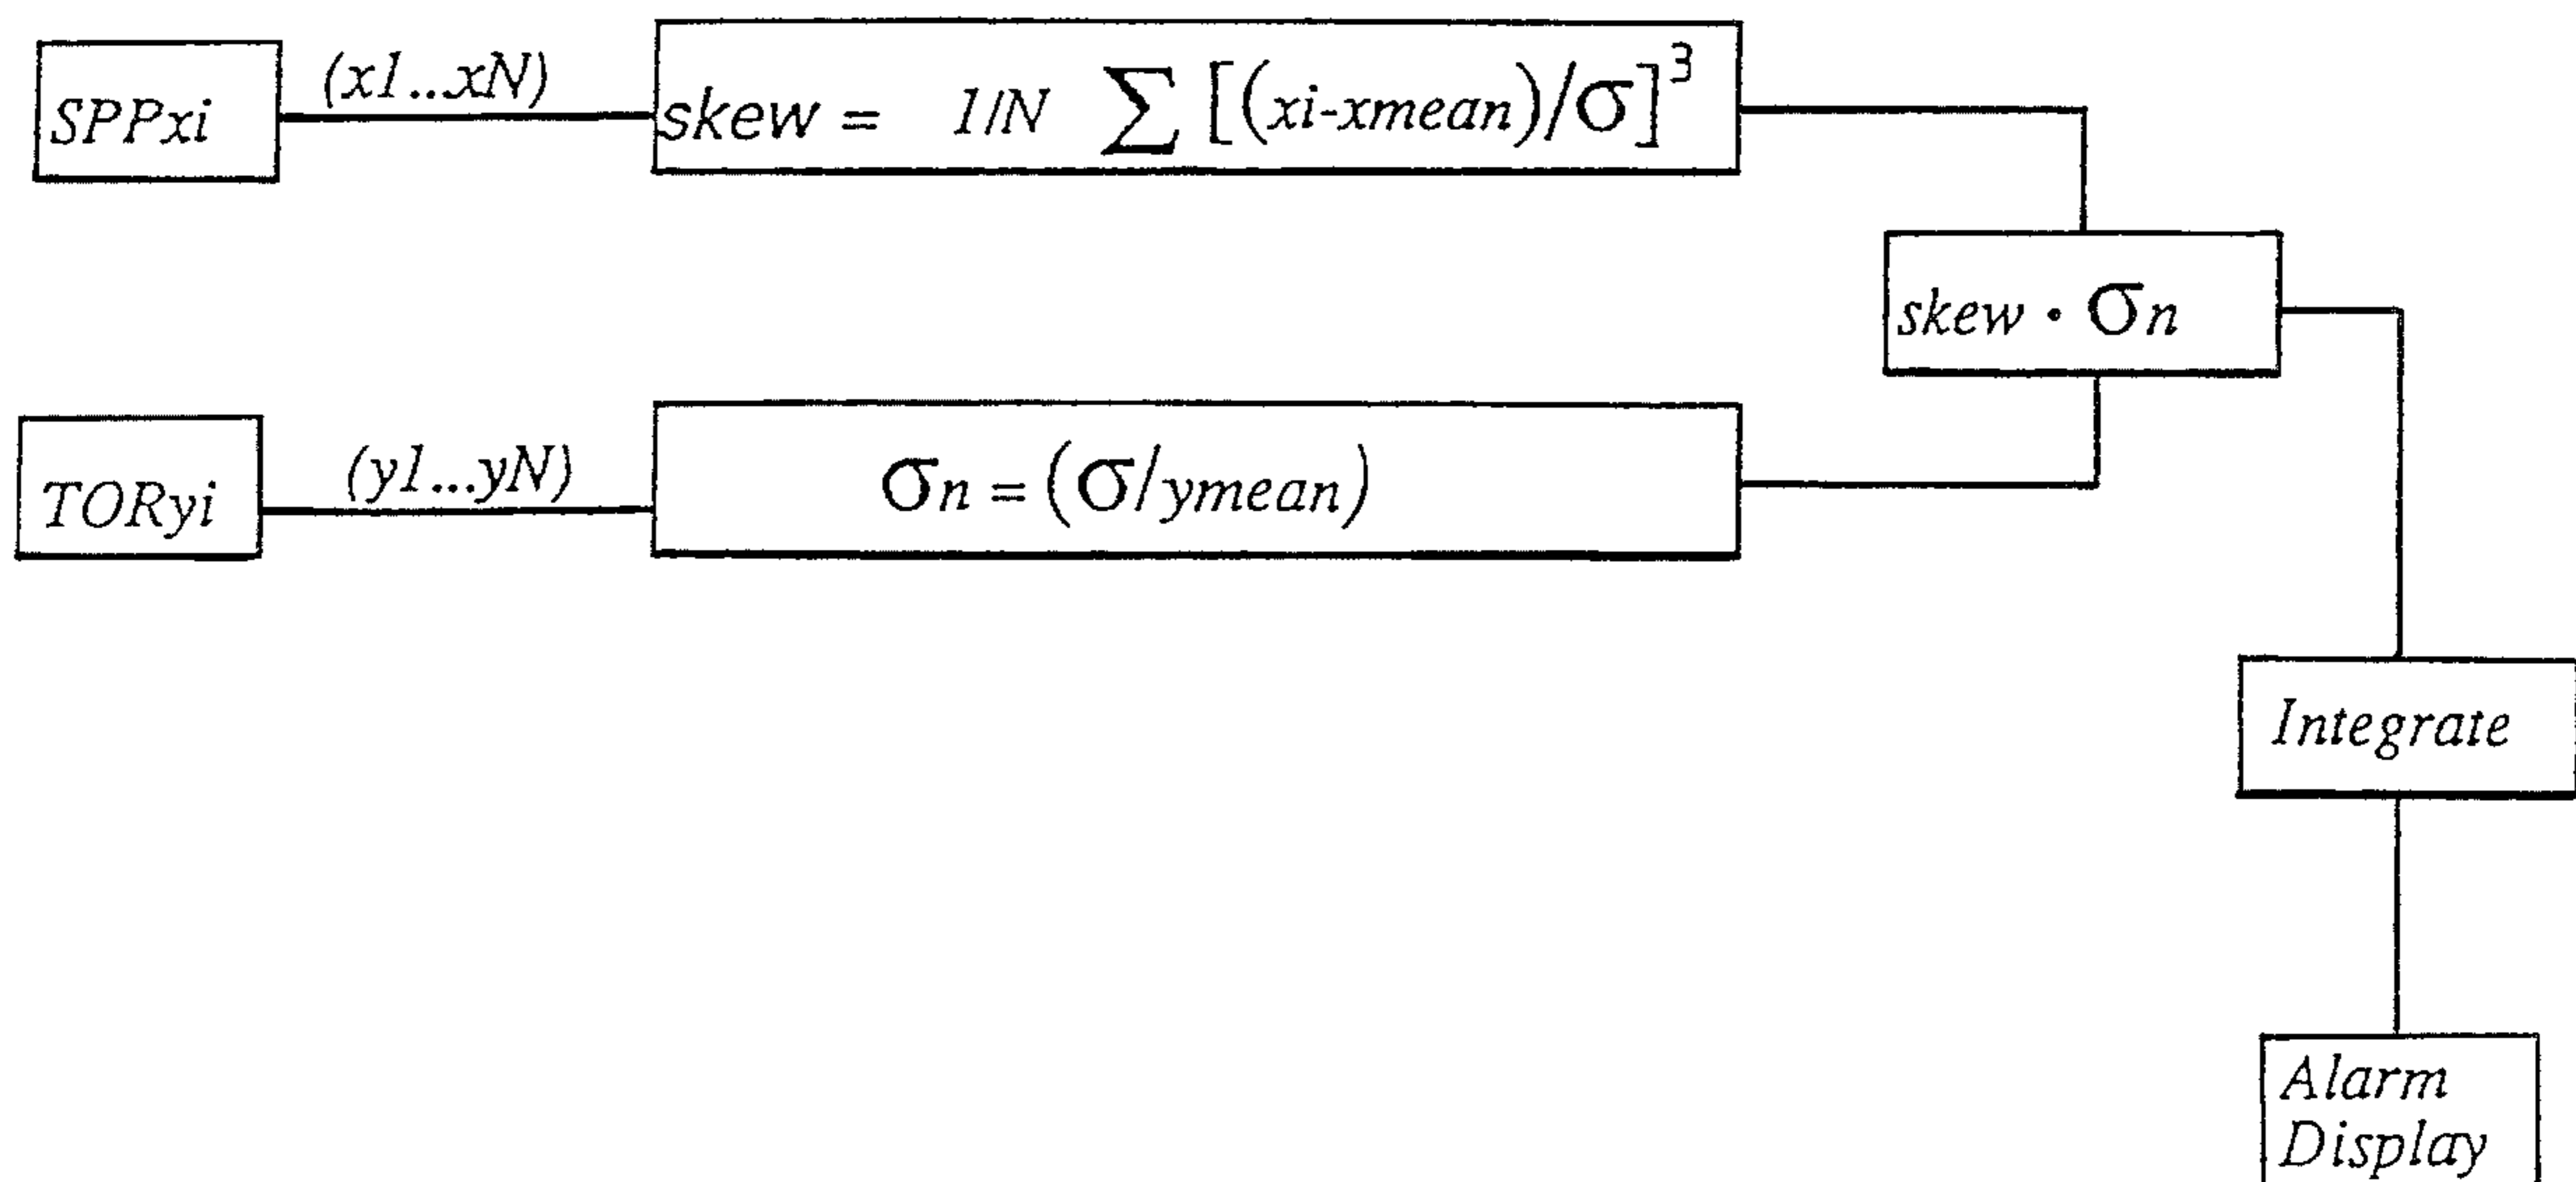 SPPxi
(x1..xN)
skew = 1/N ∑ [(xi-xmean)/σ]³
skew · σn
TORyi
(y1...yN)
σn = (σ/ymean)
Integrate
Alarm
Display